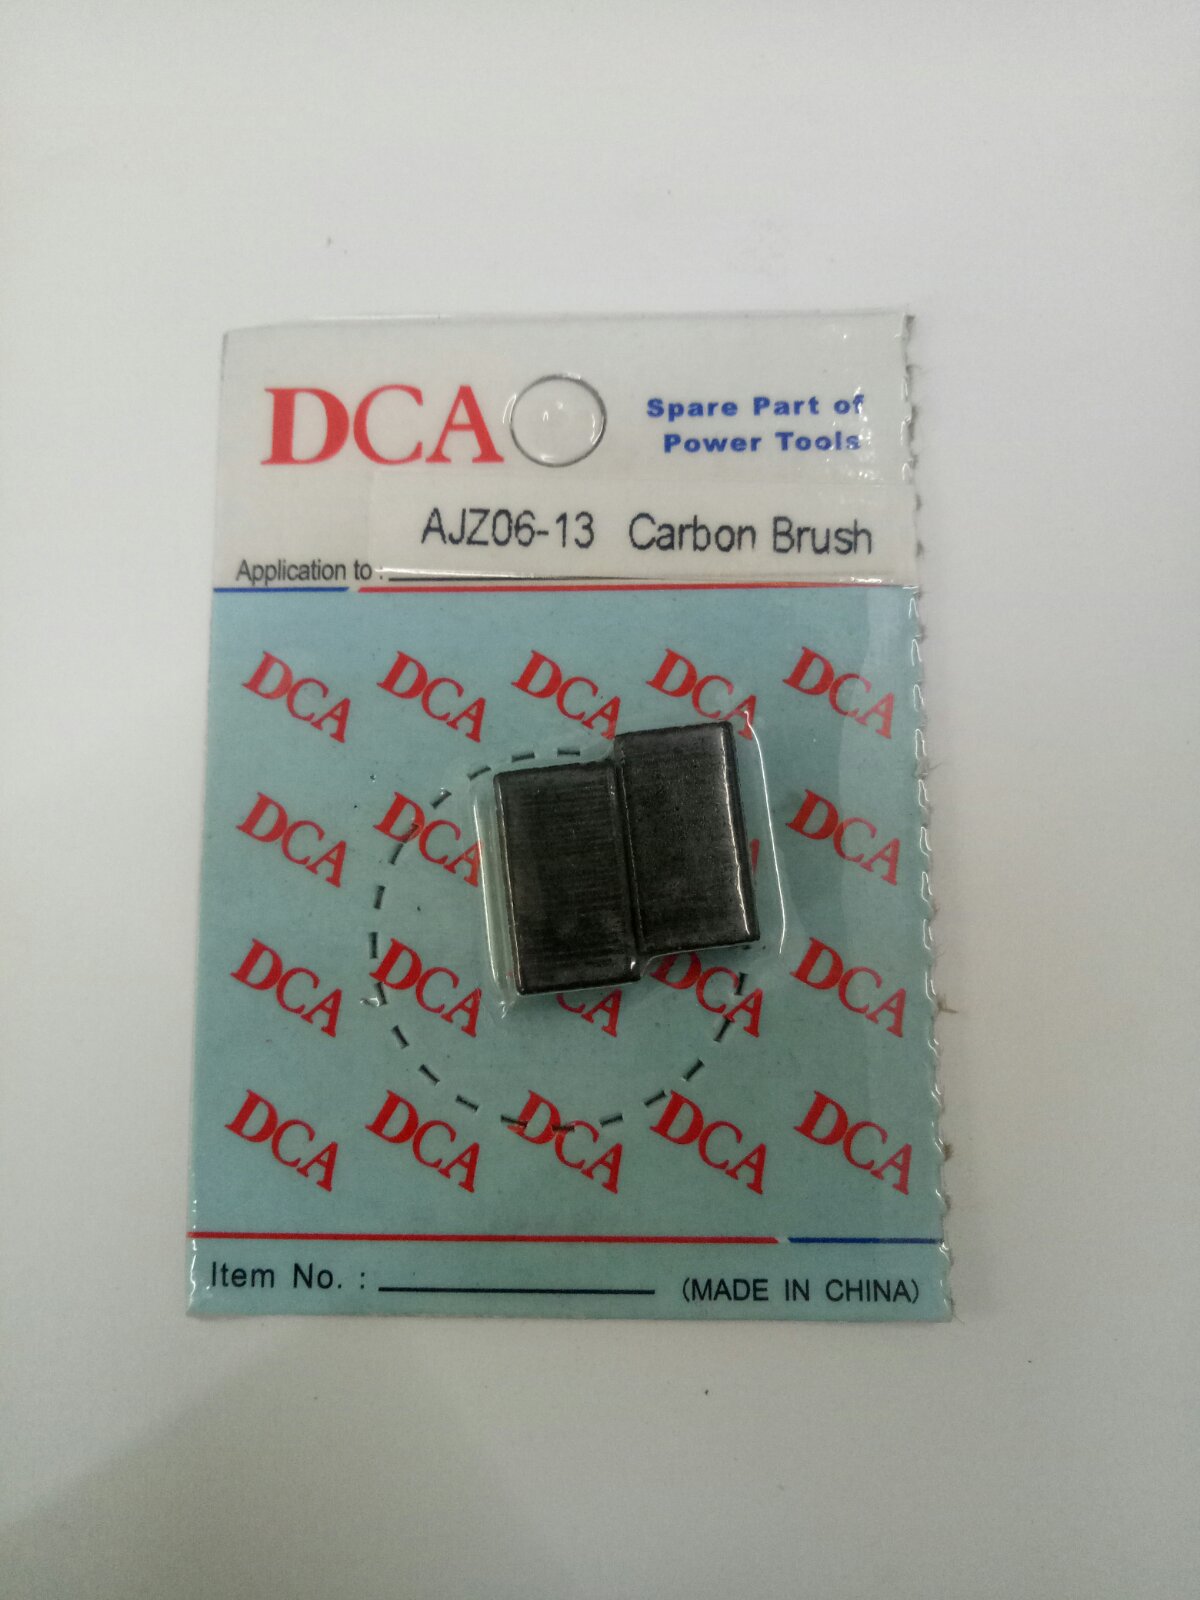 DCA
Spare Part of
Power Tools
AJZ06-13 Carbon Brush
Application to :
DCA DCA DCA DCA DCA
DCA DCA DCA
DCA DCA DCA DCA DCA
DCA DCA DCA DCA DCA
Item No. : (MADE IN CHINA)